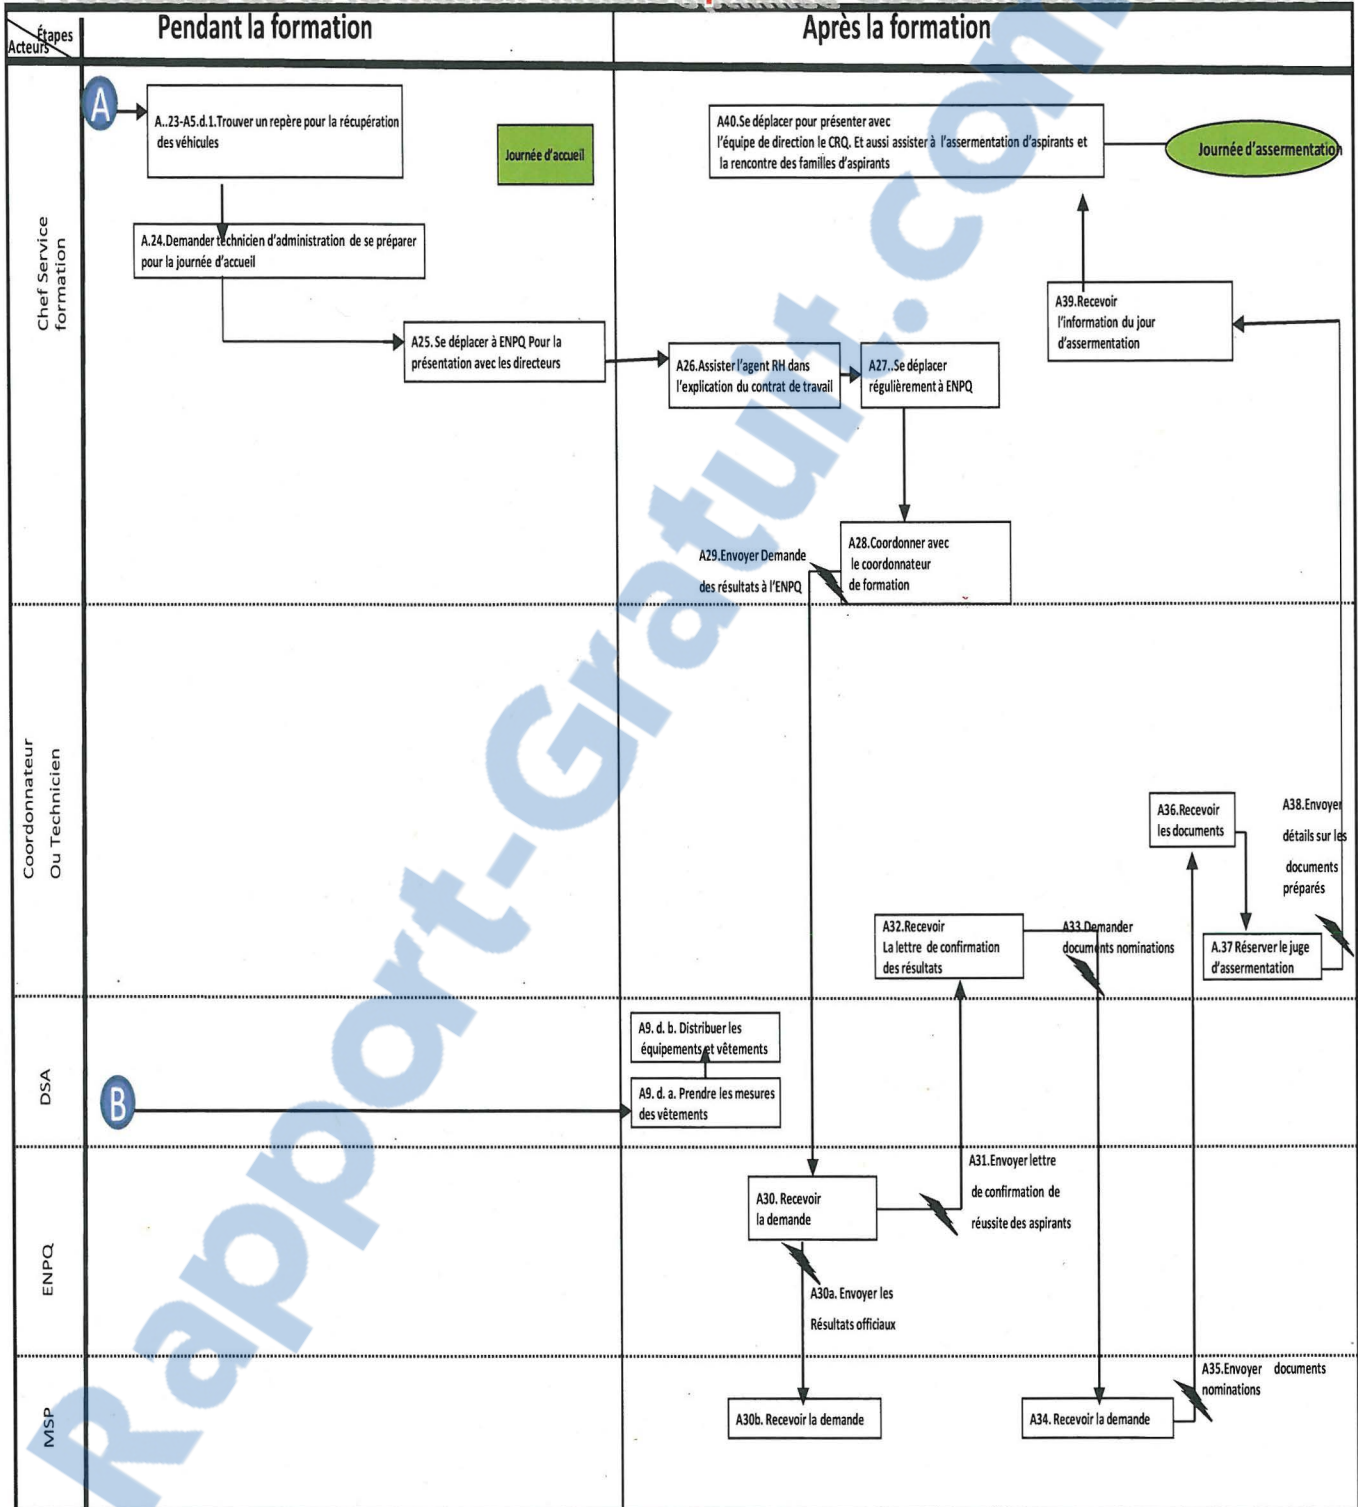 Étapes
Acteurs
Pendant la formation
Après la formation
A
A..23-A5.d.1.Trouver un repère pour la récupération
des véhicules
Journée d'accueil
A40.Se déplacer pour présenter avec
l'équipe de direction le CRQ. Et aussi assister à l'assermentation d'aspirants et
la rencontre des familles d'aspirants
Journée d'assermentation
A.24.Demander technicien d'administration de se préparer
pour la journée d'accueil
Chef Service
formation
A25. Se déplacer à ENPQ Pour la
présentation avec les directeurs
A26.Assister l'agent RH dans
l'explication du contrat de travail
A27..Se déplacer
régulièrement à ENPQ
A39.Recevoir
l'information du jour
d'assermentation
A28.Coordonner avec
le coordonnateur
de formation
A29.Envoyer Demande
des résultats à l'ENPQ
Coordonnateur
Ou Technicien
A36.Recevoir
les documents
A38.Envoyer
détails sur les
documents
préparés
A32.Recevoir
La lettre de confirmation
des résultats
A33.Demander
documents nominations
A.37 Réserver le juge
d'assermentation
DSA
B
A9. d. b. Distribuer les
équipements et vêtements
A9. d. a. Prendre les mesures
des vêtements
ENPQ
A30. Recevoir
la demande
A31.Envoyer lettre
de confirmation de
réussite des aspirants
A30a. Envoyer les
Résultats officiaux
MSP
A30b. Recevoir la demande
A34. Recevoir la demande
A35.Envoyer documents
nominations
Rapport-Gratuit.com